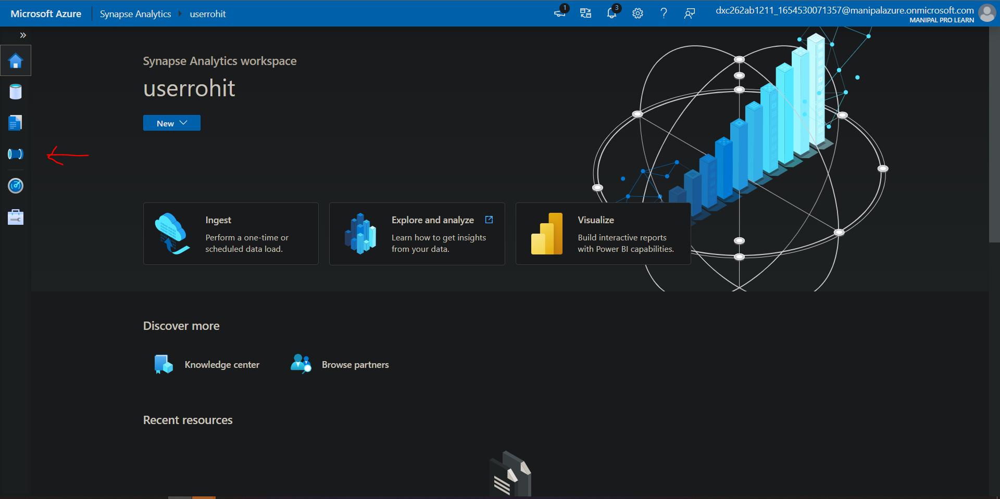 Microsoft Azure
Synapse Analytics
userrohit
1
3
dxc262ab1211_1654530071357@manipalazure.onmicrosoft.com
MANIPAL PRO LEARN
Synapse Analytics workspace
userrohit
New
Ingest
Perform a one-time or
scheduled data load.
Explore and analyze
Learn how to get insights
from your data.
Visualize
Build interactive reports
with Power BI capabilities.
Discover more
Knowledge center
Browse partners
Recent resources